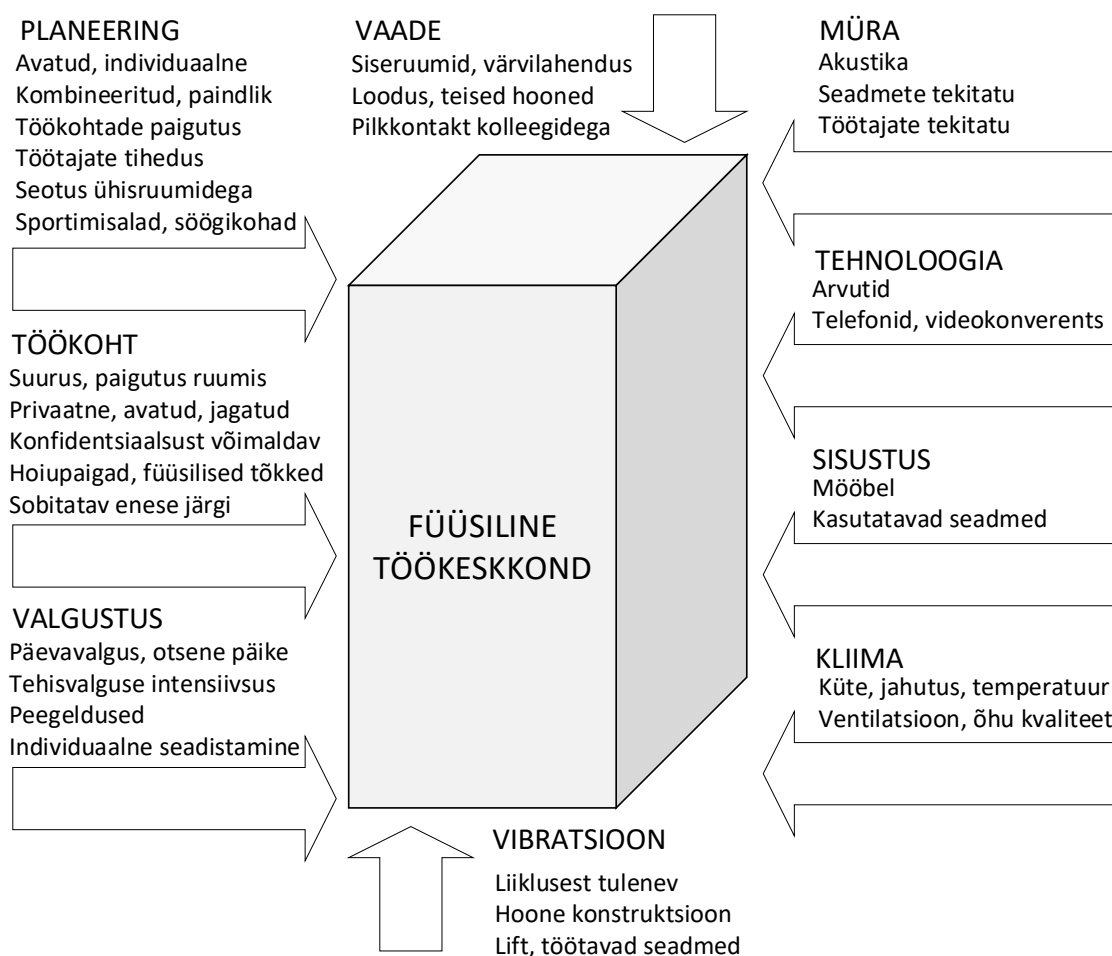 PLANEERING
Avatud, individuaalne
Kombineeritud, paindlik
Töökohtade paigutus
Töötajate tihedus
Seotus ühisruumidega
Sportimisalad, söögikohad
VAADE
Siseruumid, värvilahendus
Loodus, teised hooned
Pilkkontakt kolleegidega
MÜRA
Akustika
Seadmete tekitatu
Töötajate tekitatu
TÖÖKOHT
Suurus, paigutus ruumis
Privaatne, avatud, jagatud
Konfidentsiaalsust võimaldav
Hoiupaigad, füüsilised tõkked
Sobitatav enese järgi
TEHNOLOOGIA
Arvutid
Telefonid, videokonverents
FÜÜSILINE
TÖÖKESKKOND
SISUSTUS
Mööbel
Kasutatavad seadmed
VALGUSTUS
Päevavalgus, otsene päike
Tehisvalguse intensiivsus
Peegeldused
Individuaalne seadistamine
KLIIMA
Küte, jahutus, temperatuur
Ventilatsioon, õhu kvaliteet
VIBRATSIOON
Liiklusest tulenev
Hoone konstruktsioon
Lift, töötavad seadmed